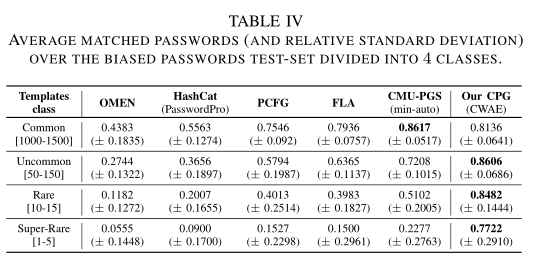 TABLE IV
AVERAGE MATCHED PASSWORDS (AND RELATIVE STANDARD DEVIATION)
OVER THE BIASED PASSWORDS TEST-SET DIVIDED INTO 4 CLASSES.
Templates class OMEN HashCat (PasswordPro) PCFG FLA CMU-PGS (min-auto) Our CPG (CWAE)
Common 0.4383 0.5563 0.7546 0.7936 0.8617 0.8136
[1000-1500] (± 0.1835) (± 0.1274) (± 0.092) (± 0.0757) (± 0.0517) (± 0.0641)
Uncommon 0.2744 0.3656 0.5794 0.6365 0.7208 0.8606
[50-150] (± 0.1322) (± 0.1897) (± 0.1987) (± 0.1137) (± 0.1015) (± 0.0686)
Rare 0.1182 0.2007 0.4013 0.3983 0.5102 0.8482
[10-15] (± 0.1272) (± 0.1655) (± 0.2514) (± 0.1827) (± 0.2005) (± 0.1444)
Super-Rare 0.0555 0.0900 0.1527 0.1500 0.2277 0.7722
[1-5] (± 0.1448) (± 0.1700) (± 0.2298) (± 0.2961) (± 0.2763) (± 0.2910)